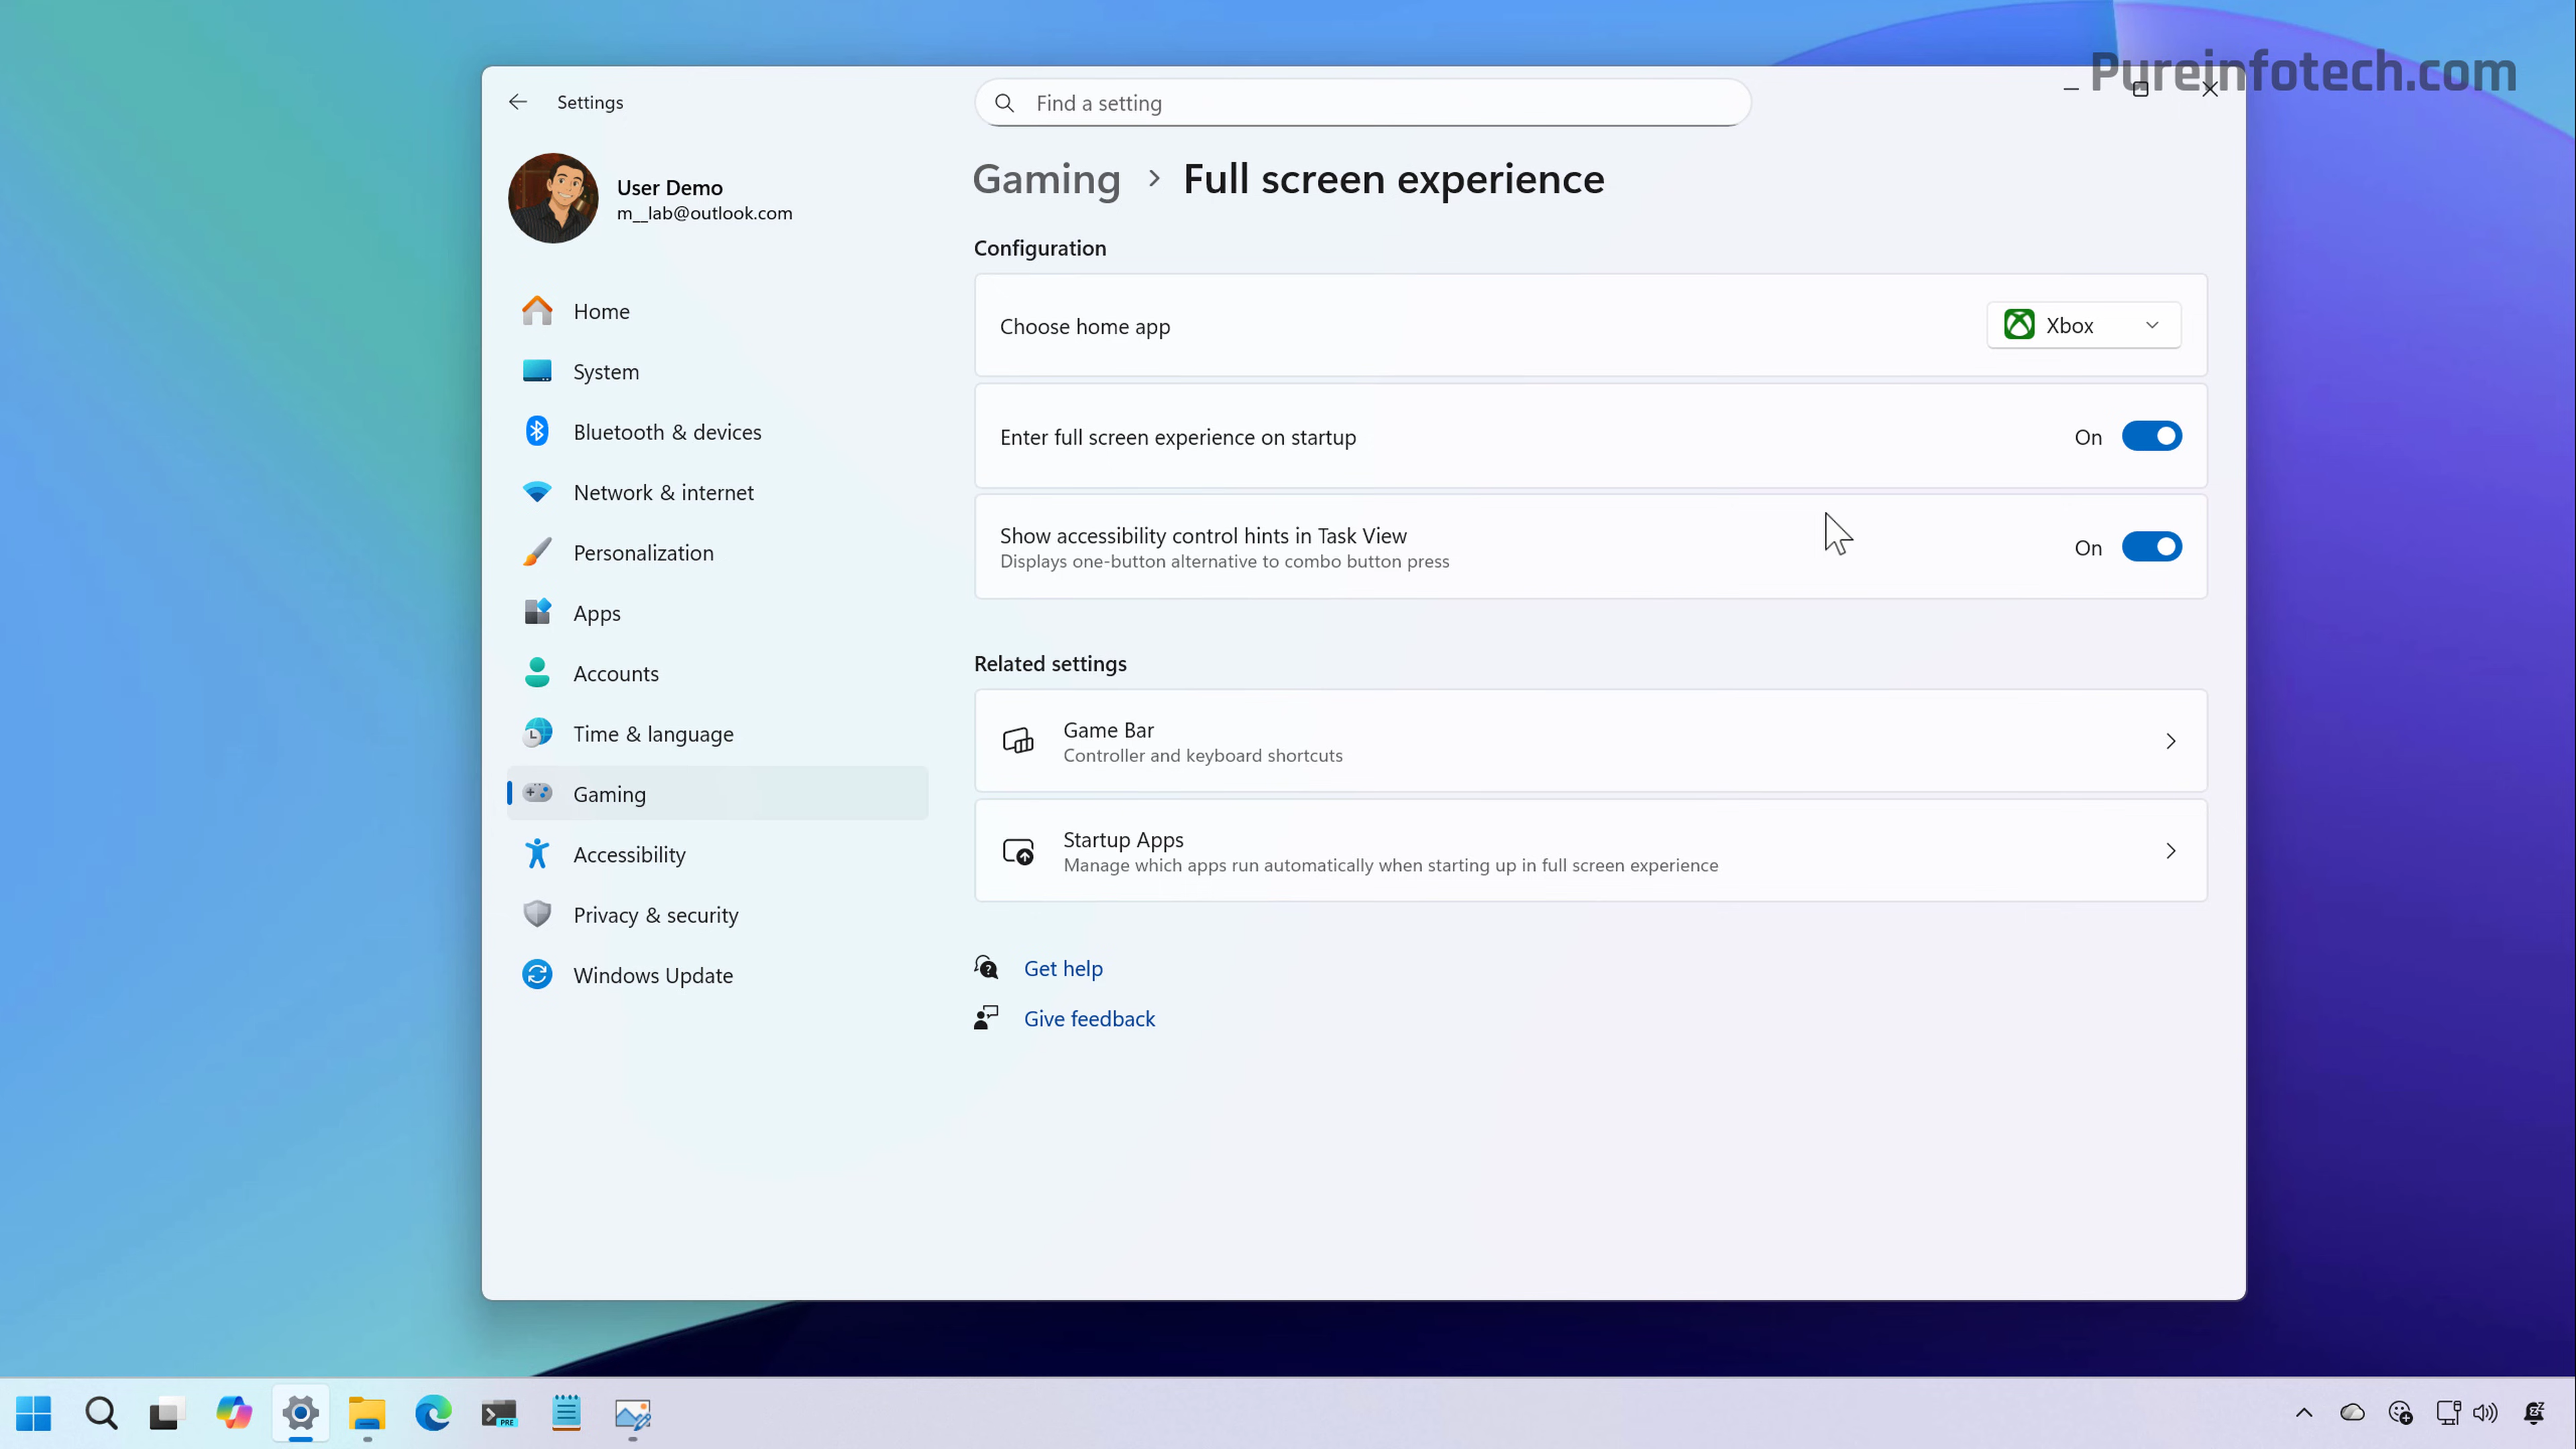 Pureinfotech.com
Settings
Find a setting
User Demo
m__lab@outlook.com
Home
System
Bluetooth & devices
Network & internet
Personalization
Apps
Accounts
Time & language
Gaming
Accessibility
Privacy & security
Windows Update
Gaming > Full screen experience
Configuration
Choose home app
Xbox
Enter full screen experience on startup
On
Show accessibility control hints in Task View
Displays one-button alternative to combo button press
On
Related settings
Game Bar
Controller and keyboard shortcuts
Startup Apps
Manage which apps run automatically when starting up in full screen experience
Get help
Give feedback
PRE